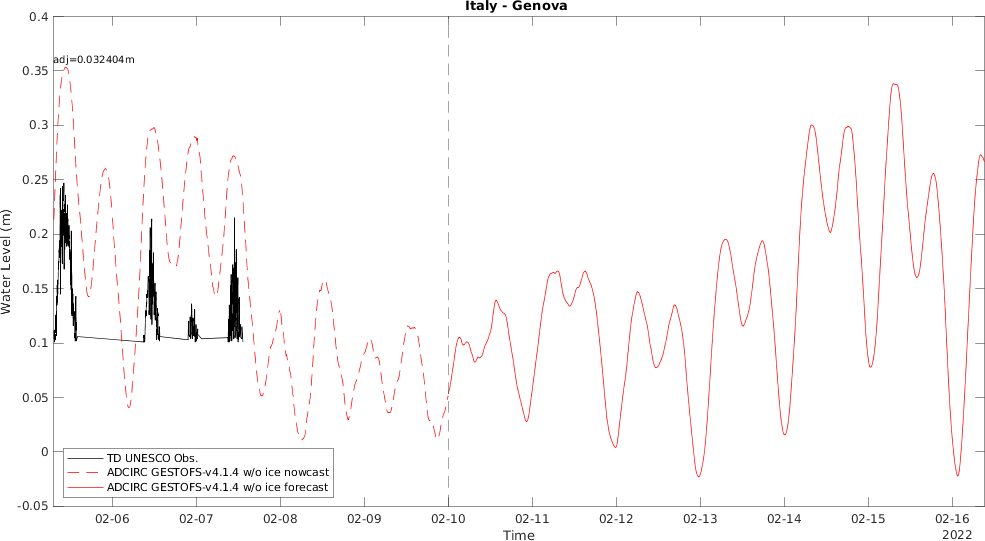 Italy - Genova
adj=0.032404m
Water Level (m)
0.4
0.35
0.3
0.25
0.2
0.15
0.1
0.05
0
-0.05
TD UNESCO Obs.
ADCIRC GESTOFS-v4.1.4 w/o ice nowcast
ADCIRC GESTOFS-v4.1.4 w/o ice forecast
02-06 02-07 02-08 02-09 02-10 02-11 02-12 02-13 02-14 02-15 02-16
Time
2022